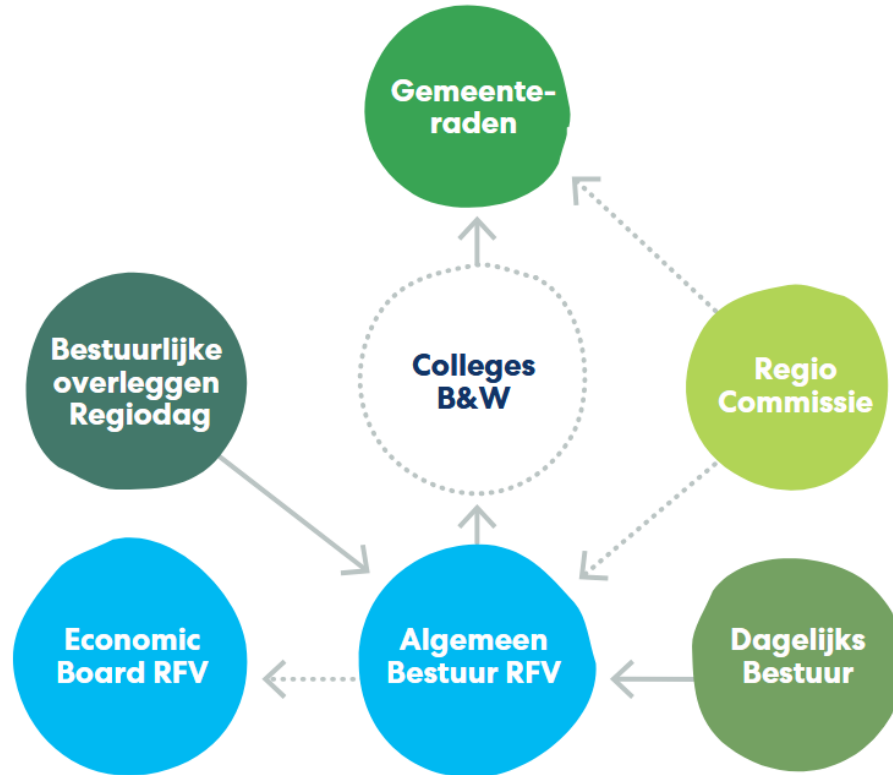 Gemeente-
raden
Bestuurlijke
overleggen
Regiodag
Colleges
B&W
Regio
Commissie
Economic
Board RFV
Algemeen
Bestuur RFV
Dagelijks
Bestuur